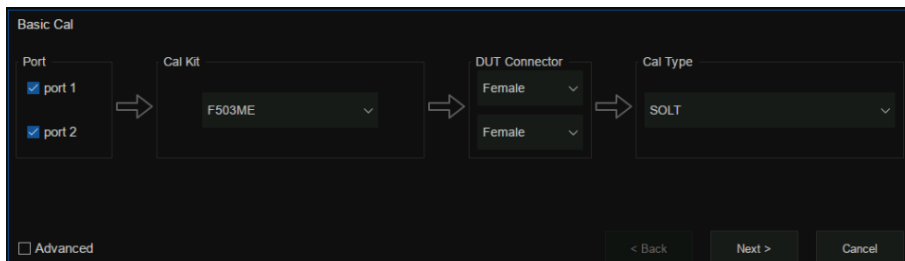 Basic Cal
Port
Cal Kit
DUT Connector
Cal Type
port 1
port 2
F503ME
Female
Female
SOLT
Advanced
< Back
Next >
Cancel